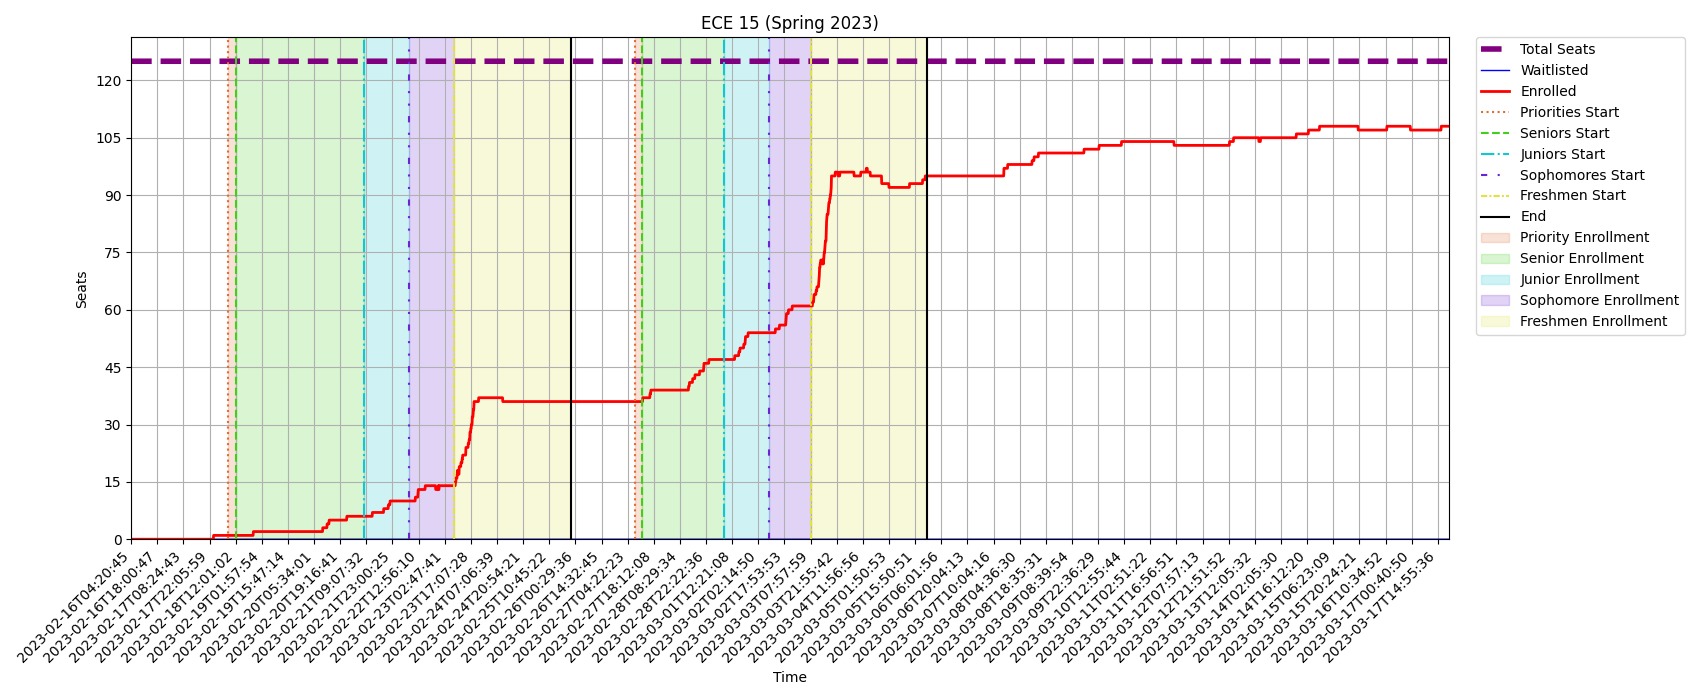 ECE 15 (Spring 2023)
Total Seats
Waitlisted
Enrolled
Priorities Start
Seniors Start
Juniors Start
Sophomores Start
Freshmen Start
End
Priority Enrollment
Senior Enrollment
Junior Enrollment
Sophomore Enrollment
Freshmen Enrollment
Seats
120
105
90
75
60
45
30
15
0
2023-02-16T04:20:45
2023-02-16T18:00:47
2023-02-17T08:24:43
2023-02-17T22:05:59
2023-02-18T12:01:02
2023-02-19T01:57:54
2023-02-19T15:47:14
2023-02-20T05:34:01
2023-02-20T19:16:41
2023-02-21T09:07:32
2023-02-21T23:00:25
2023-02-22T12:56:10
2023-02-23T02:47:41
2023-02-23T17:07:28
2023-02-24T07:06:39
2023-02-24T20:54:21
2023-02-25T10:45:22
2023-02-26T00:29:36
2023-02-26T14:32:45
2023-02-27T04:22:23
2023-02-27T18:12:08
2023-02-28T08:29:34
2023-02-28T22:22:36
2023-03-01T12:21:08
2023-03-02T02:14:50
2023-03-02T17:53:53
2023-03-03T07:57:59
2023-03-03T21:55:42
2023-03-04T11:56:56
2023-03-05T01:50:53
2023-03-05T15:50:51
2023-03-06T06:01:56
2023-03-06T20:04:13
2023-03-07T10:04:16
2023-03-08T04:36:30
2023-03-08T18:35:31
2023-03-09T08:39:54
2023-03-09T22:36:29
2023-03-10T12:55:44
2023-03-11T02:51:22
2023-03-11T16:56:51
2023-03-12T07:57:13
2023-03-12T21:51:52
2023-03-13T12:05:32
2023-03-14T02:05:30
2023-03-14T16:12:20
2023-03-15T06:23:09
2023-03-15T20:24:21
2023-03-16T10:34:52
2023-03-17T00:40:50
2023-03-17T14:55:36
Time